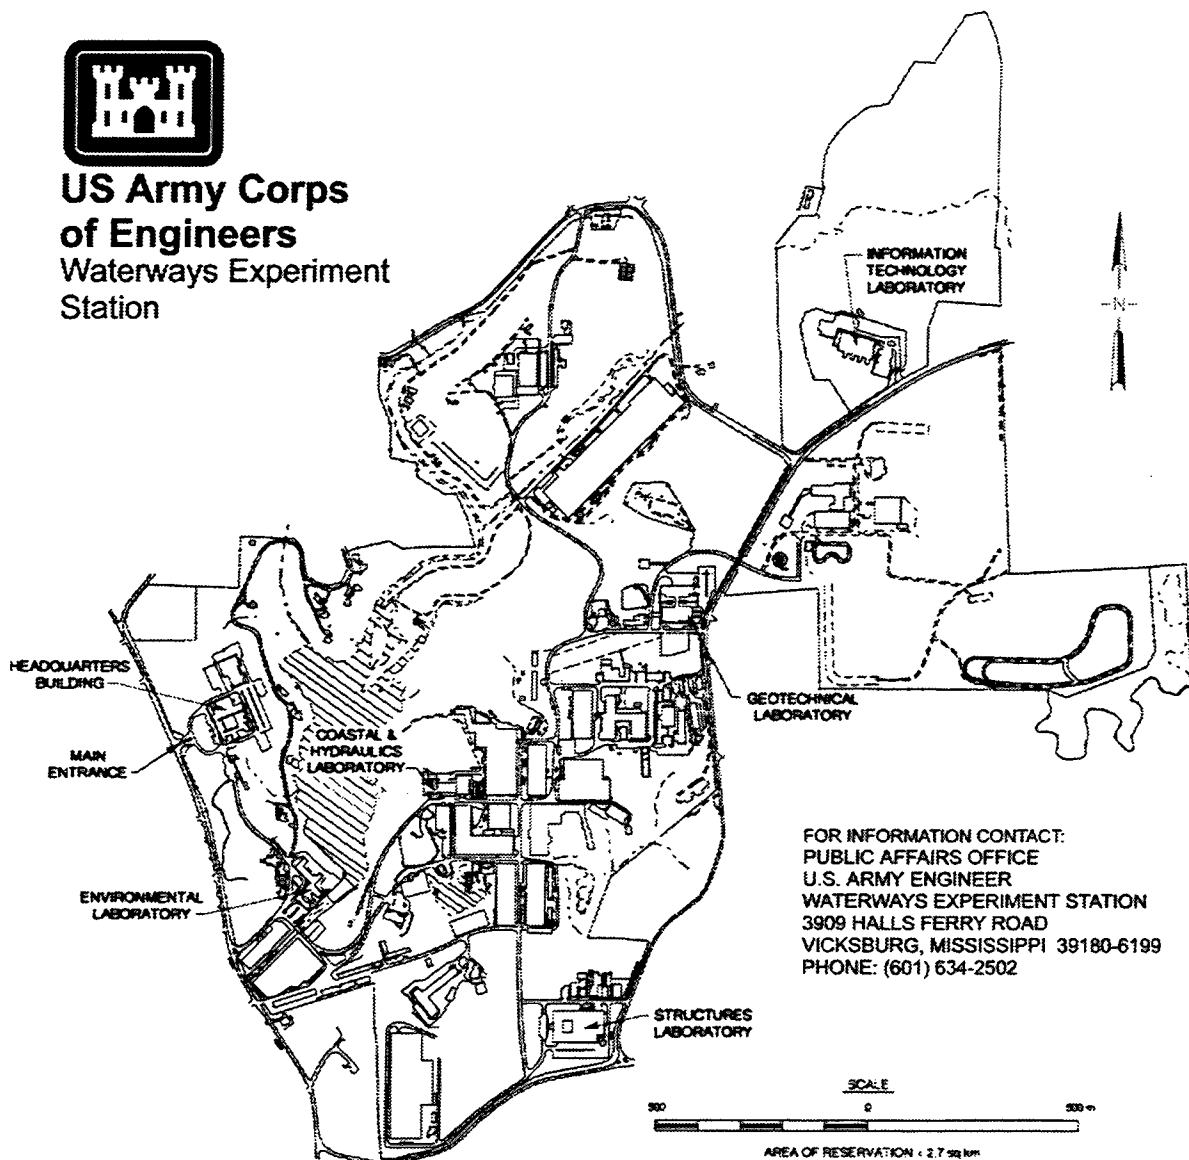 US Army Corps
of Engineers
Waterways Experiment
Station
INFORMATION
TECHNOLOGY
LABORATORY
N
HEADQUARTERS
BUILDING
MAIN
ENTRANCE
COASTAL &
HYDRAULICS
LABORATORY
GEOTECHNICAL
LABORATORY
ENVIRONMENTAL
LABORATORY
STRUCTURES
LABORATORY
FOR INFORMATION CONTACT:
PUBLIC AFFAIRS OFFICE
U.S. ARMY ENGINEER
WATERWAYS EXPERIMENT STATION
3909 HALLS FERRY ROAD
VICKSBURG, MISSISSIPPI 39180-6199
PHONE: (601) 634-2502
SCALE
500 0 500 m
AREA OF RESERVATION < 2.7 sq km